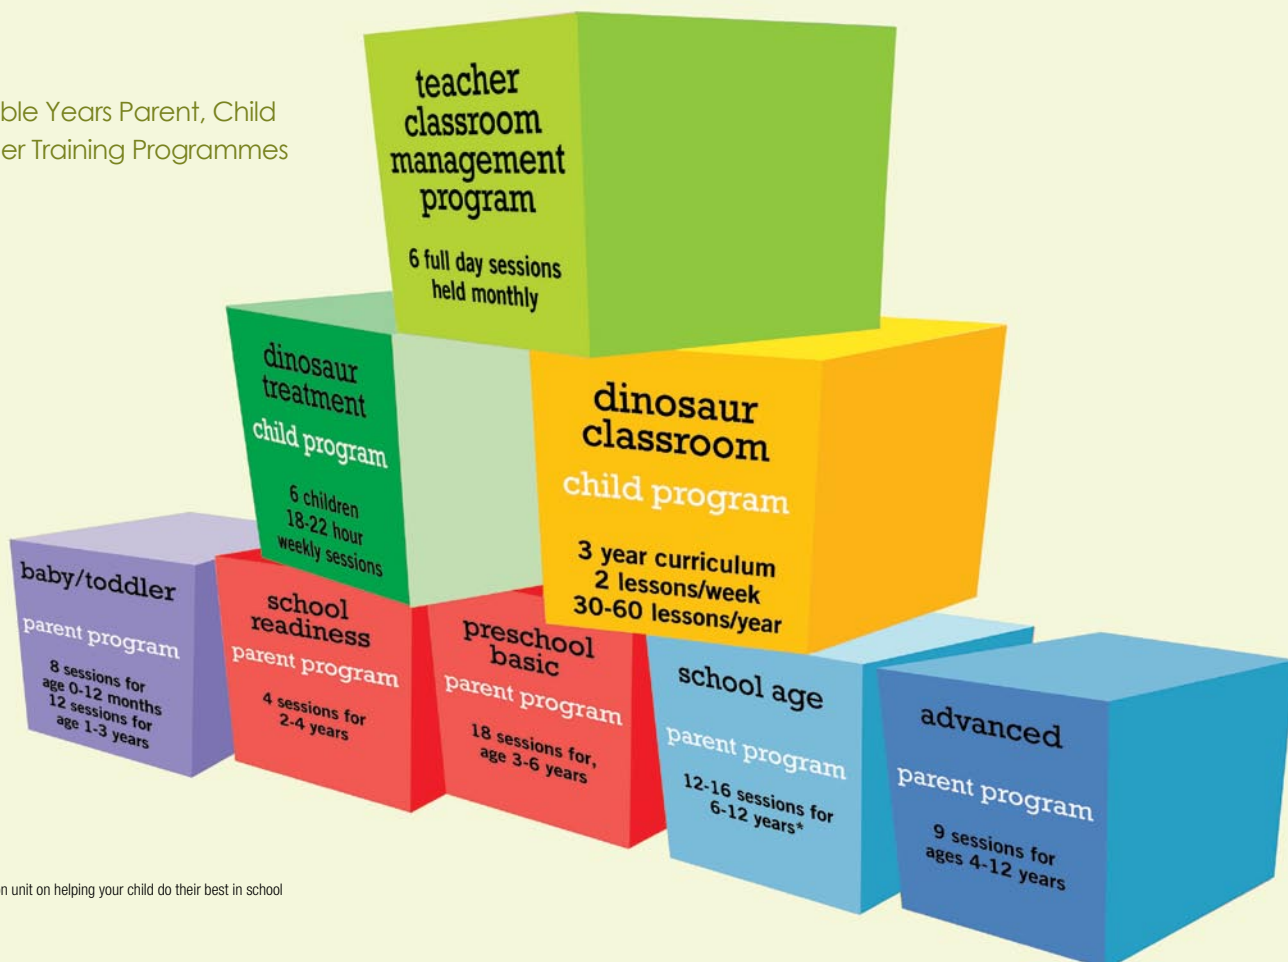 ble Years Parent, Child
er Training Programmes
teacher
classroom
management
program
6 full day sessions
held monthly
dinosaur
treatment
child program
6 children
18-22 hour
weekly sessions
dinosaur
classroom
child program
3 year curriculum
2 lessons/week
30-60 lessons/year
baby/toddler
parent program
8 sessions for
age 0-12 months
12 sessions for
age 1-3 years
school
readiness
parent program
4 sessions for
2-4 years
preschool
basic
parent program
18 sessions for,
age 3-6 years
school age
parent program
12-16 sessions for
6-12 years*
advanced
parent program
9 sessions for
ages 4-12 years
n unit on helping your child do their best in school